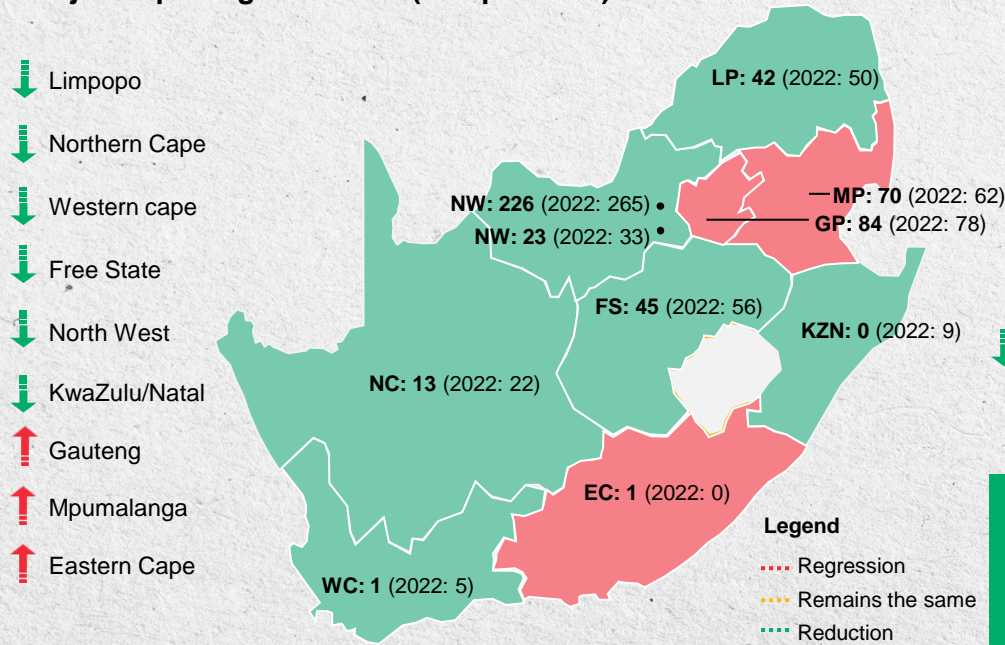 Limpopo
Northern Cape
Western cape
Free State
North West
KwaZulu/Natal
Gauteng
Mpumalanga
Eastern Cape
LP: 42 (2022: 50)
MP: 70 (2022: 62)
GP: 84 (2022: 78)
NW: 226 (2022: 265)
NW: 23 (2022: 33)
FS: 45 (2022: 56)
KZN: 0 (2022: 9)
NC: 13 (2022: 22)
EC: 1 (2022: 0)
WC: 1 (2022: 5)
Legend
Regression
Remains the same
Reduction